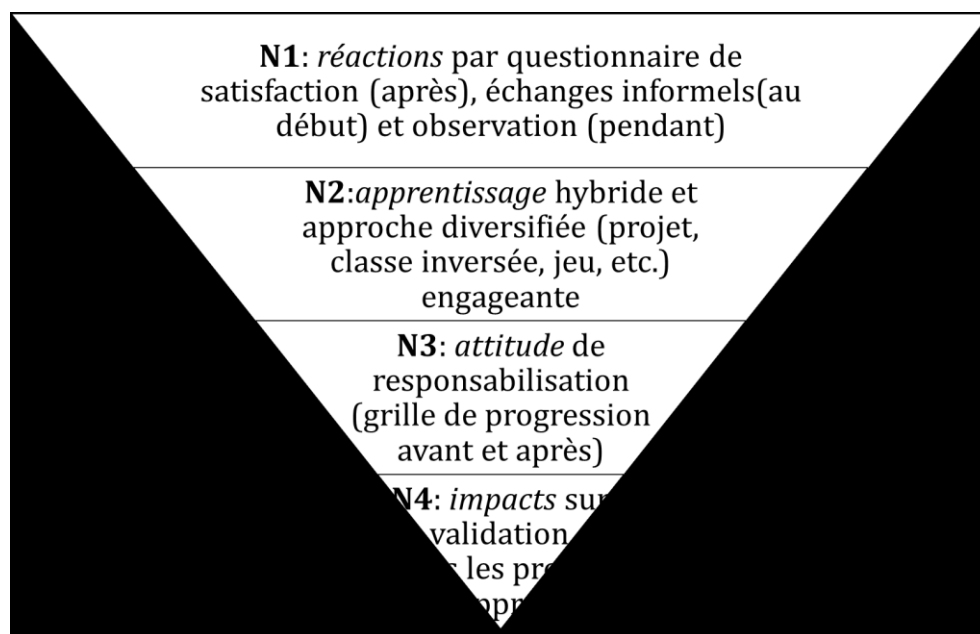 N1: réactions par questionnaire de
satisfaction (après), échanges informels(au
début) et observation (pendant)
N2:apprentissage hybride et
approche diversifiée (projet,
classe inversée, jeu, etc.)
engageante
N3: attitude de
responsabilisation
(grille de progression
avant et après)
N4: impacts sur
validation
les